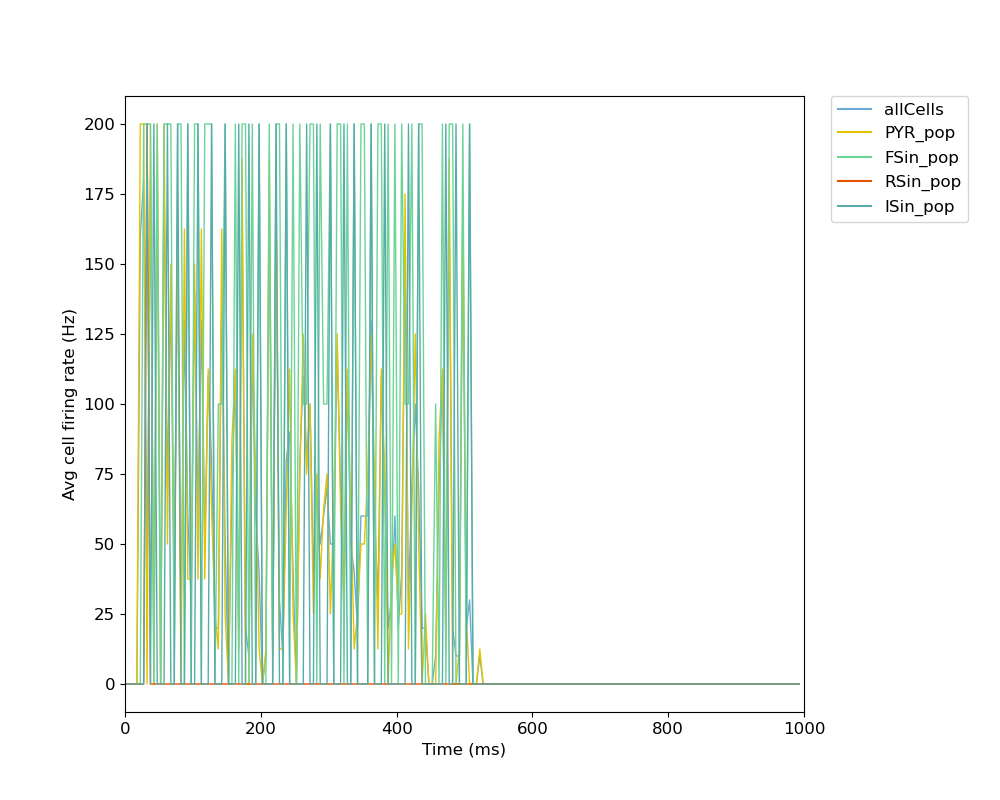 200
175
150
125
100
75
50
25
0
Avg cell firing rate (Hz)
0 200 400 600 800 1000
Time (ms)
allCells
PYR_pop
FSin_pop
RSin_pop
ISin_pop